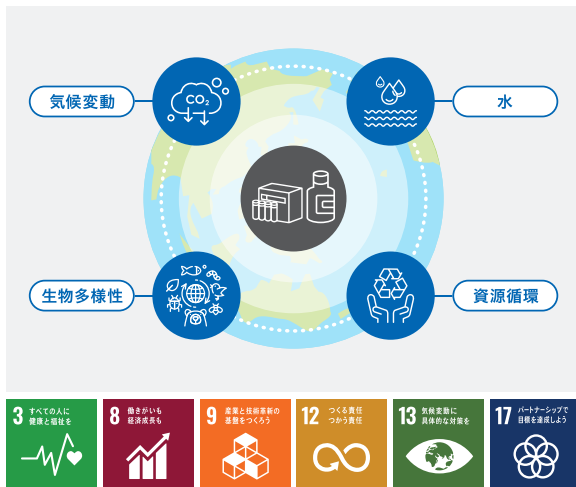 気候変動
CO₂
水
生物多様性
資源循環
3 すべての人に
健康と福祉を
8 働きがいも
経済成長も
9 産業と技術革新の
基盤をつくろう
12 つくる責任
つかう責任
13 気候変動に
具体的な対策を
17 パートナーシップで
目標を達成しよう